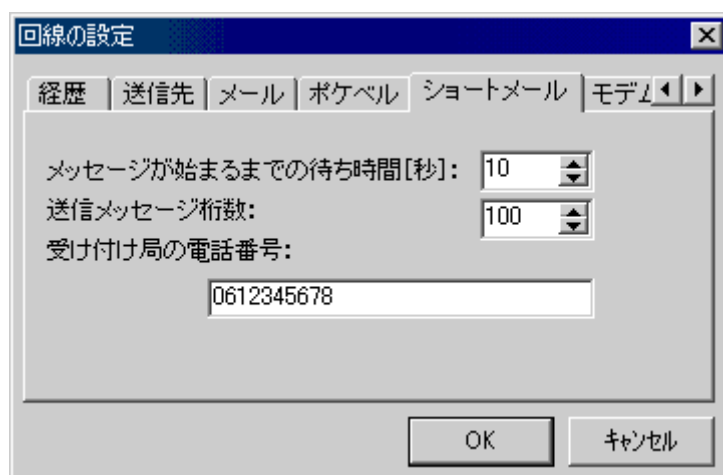 回線の設定
経歴 送信先 メール ポケベル ショートメール モデム
メッセージが始まるまでの待ち時間[秒]: 10
送信メッセージ桁数: 100
受け付け局の電話番号:
0612345678
OK キャンセル